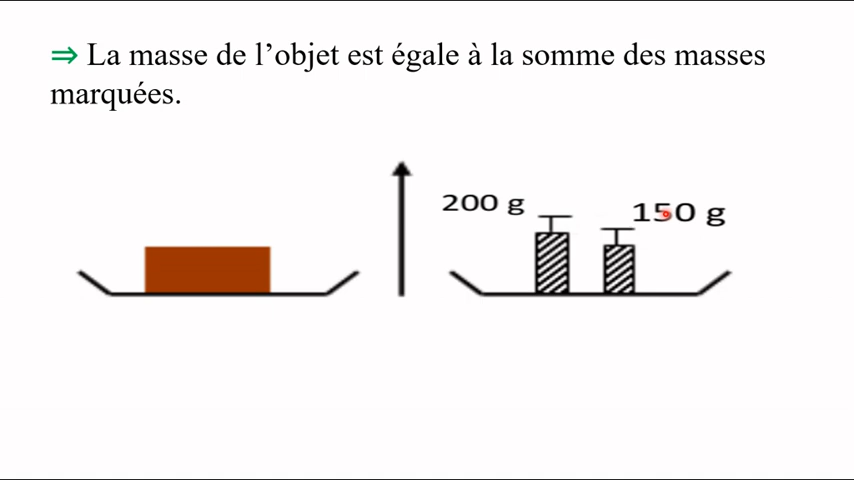 ⇒ La masse de l’objet est égale à la somme des masses
marquées.
200 g
150 g